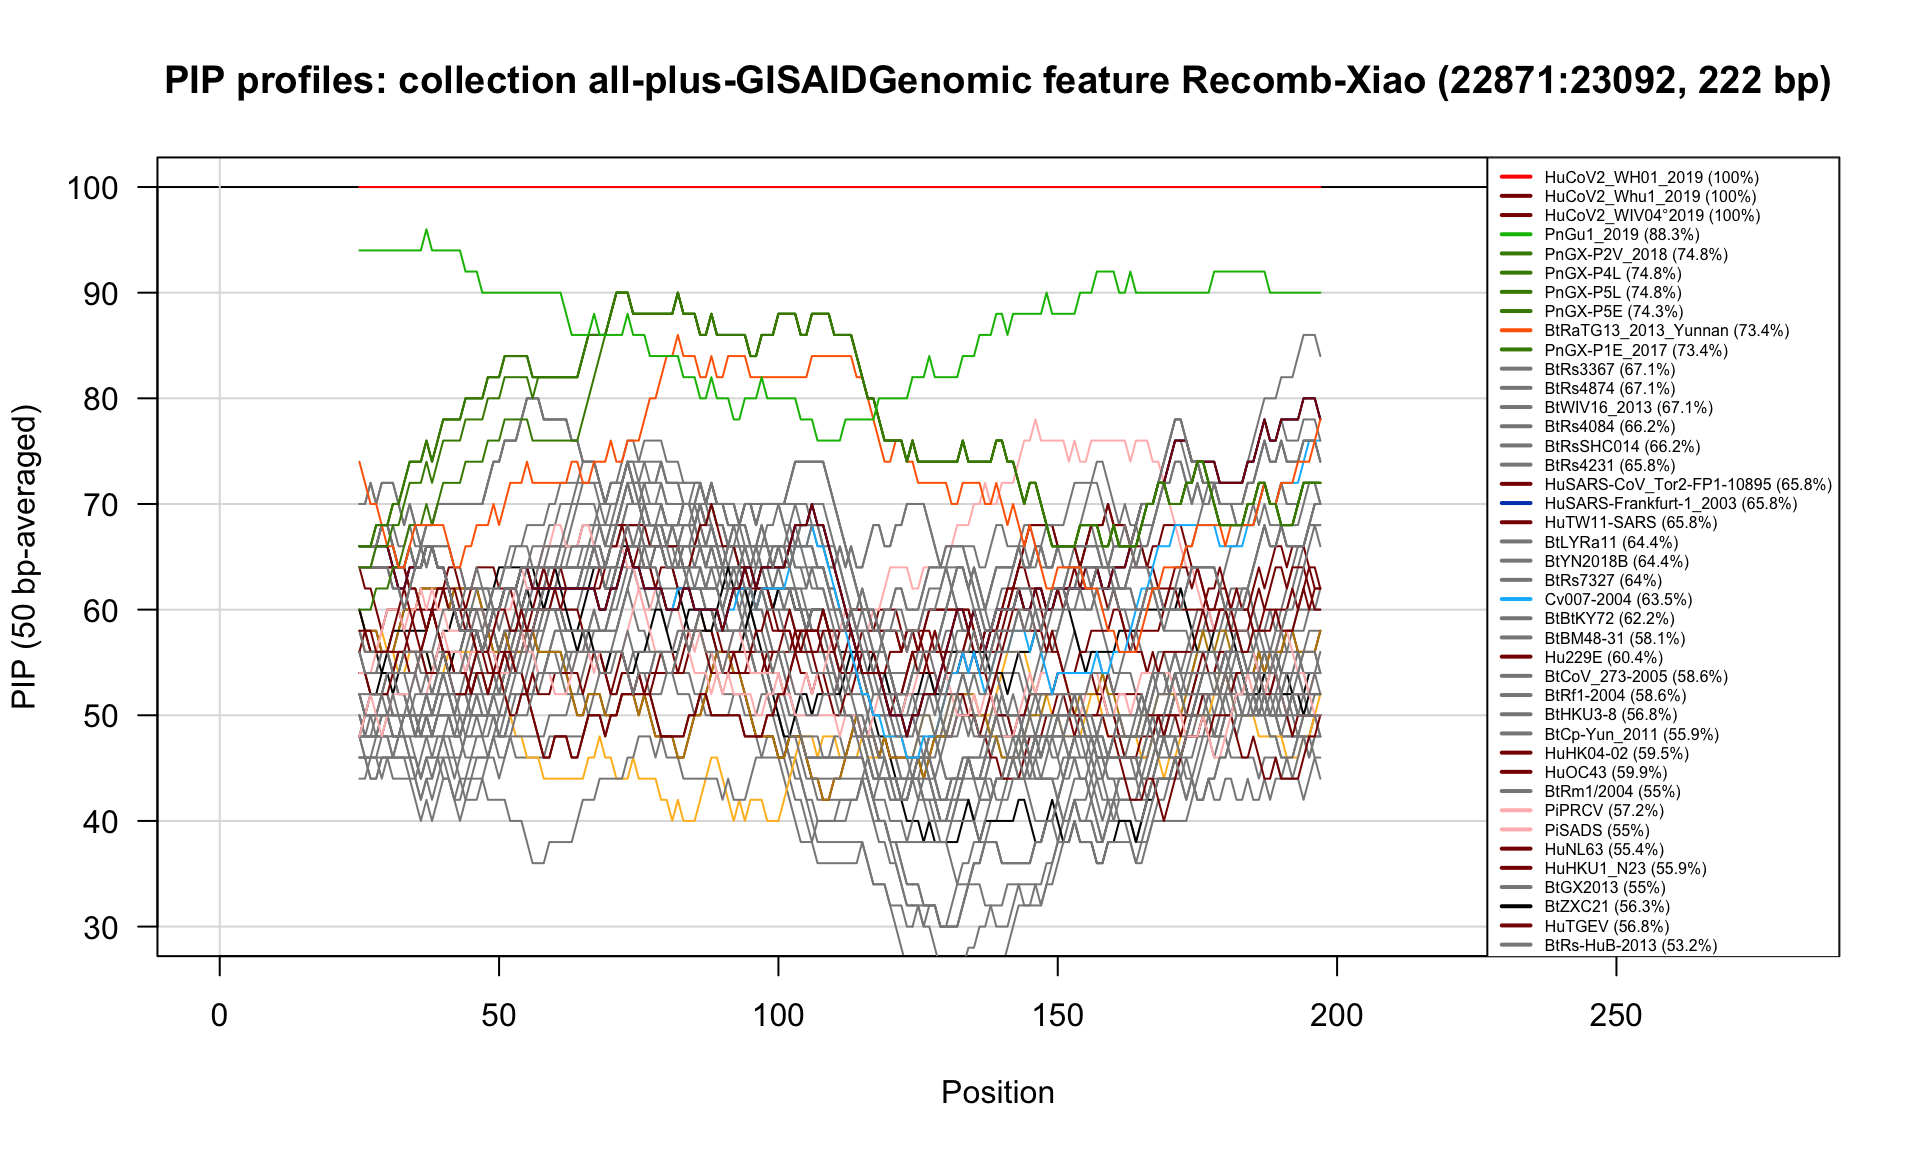 PIP profiles: collection all-plus-GISAIDGenomic feature Recomb-Xiao (22871:23092, 222 bp)
PIP (50 bp-averaged)
100
90
80
70
60
50
40
30
HuCoV2_WH01_2019 (100%)
HuCoV2_Whu1_2019 (100%)
HuCoV2_WIV04°2019 (100%)
PnGu1_2019 (88.3%)
PnGX-P2V_2018 (74.8%)
PnGX-P4L (74.8%)
PnGX-P5L (74.8%)
PnGX-P5E (74.3%)
BtRaTG13_2013_Yunnan (73.4%)
PnGX-P1E_2017 (73.4%)
BtRs3367 (67.1%)
BtRs4874 (67.1%)
BtWIV16_2013 (67.1%)
BtRs4084 (66.2%)
BtRsSHC014 (66.2%)
BtRs4231 (65.8%)
HuSARS-CoV_Tor2-FP1-10895 (65.8%)
HuSARS-Frankfurt-1_2003 (65.8%)
HuTW11-SARS (65.8%)
BtLYRa11 (64.4%)
BtYN2018B (64.4%)
BtRs7327 (64%)
Cv007-2004 (63.5%)
BtBtKY72 (62.2%)
BtBM48-31 (58.1%)
Hu229E (60.4%)
BtCoV_273-2005 (58.6%)
BtRf1-2004 (58.6%)
BtHKU3-8 (56.8%)
BtCp-Yun_2011 (55.9%)
HuHK04-02 (59.5%)
HuOC43 (59.9%)
BtRm1/2004 (55%)
PiPRCV (57.2%)
PiSADS (55%)
HuNL63 (55.4%)
HuHKU1_N23 (55.9%)
BtGX2013 (55%)
BtZXC21 (56.3%)
HuTGEV (56.8%)
BtRs-HuB-2013 (53.2%)
0 50 100 150 200 250
Position